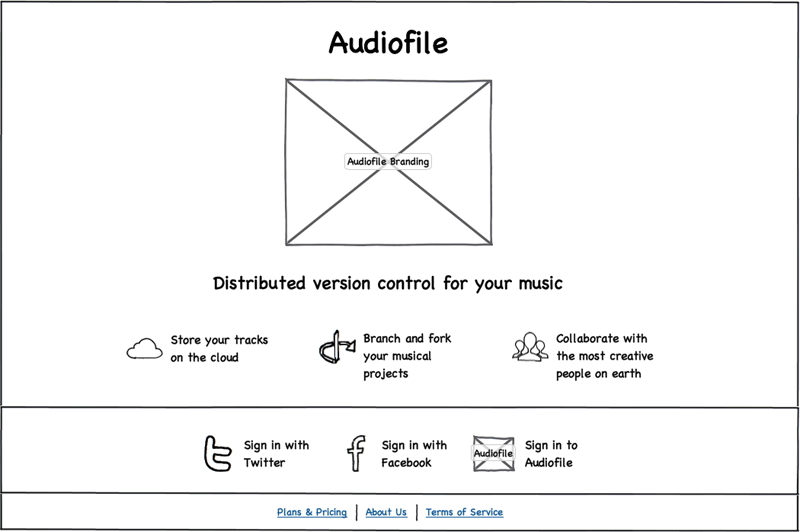 Audiofile
Audiofile Branding
Distributed version control for your music
Store your tracks
on the cloud
Branch and fork
your musical
projects
Collaborate with
the most creative
people on earth
Sign in with
Twitter
Sign in with
Facebook
Audiofile
Sign in to
Audiofile
Plans & Pricing | About Us | Terms of Service